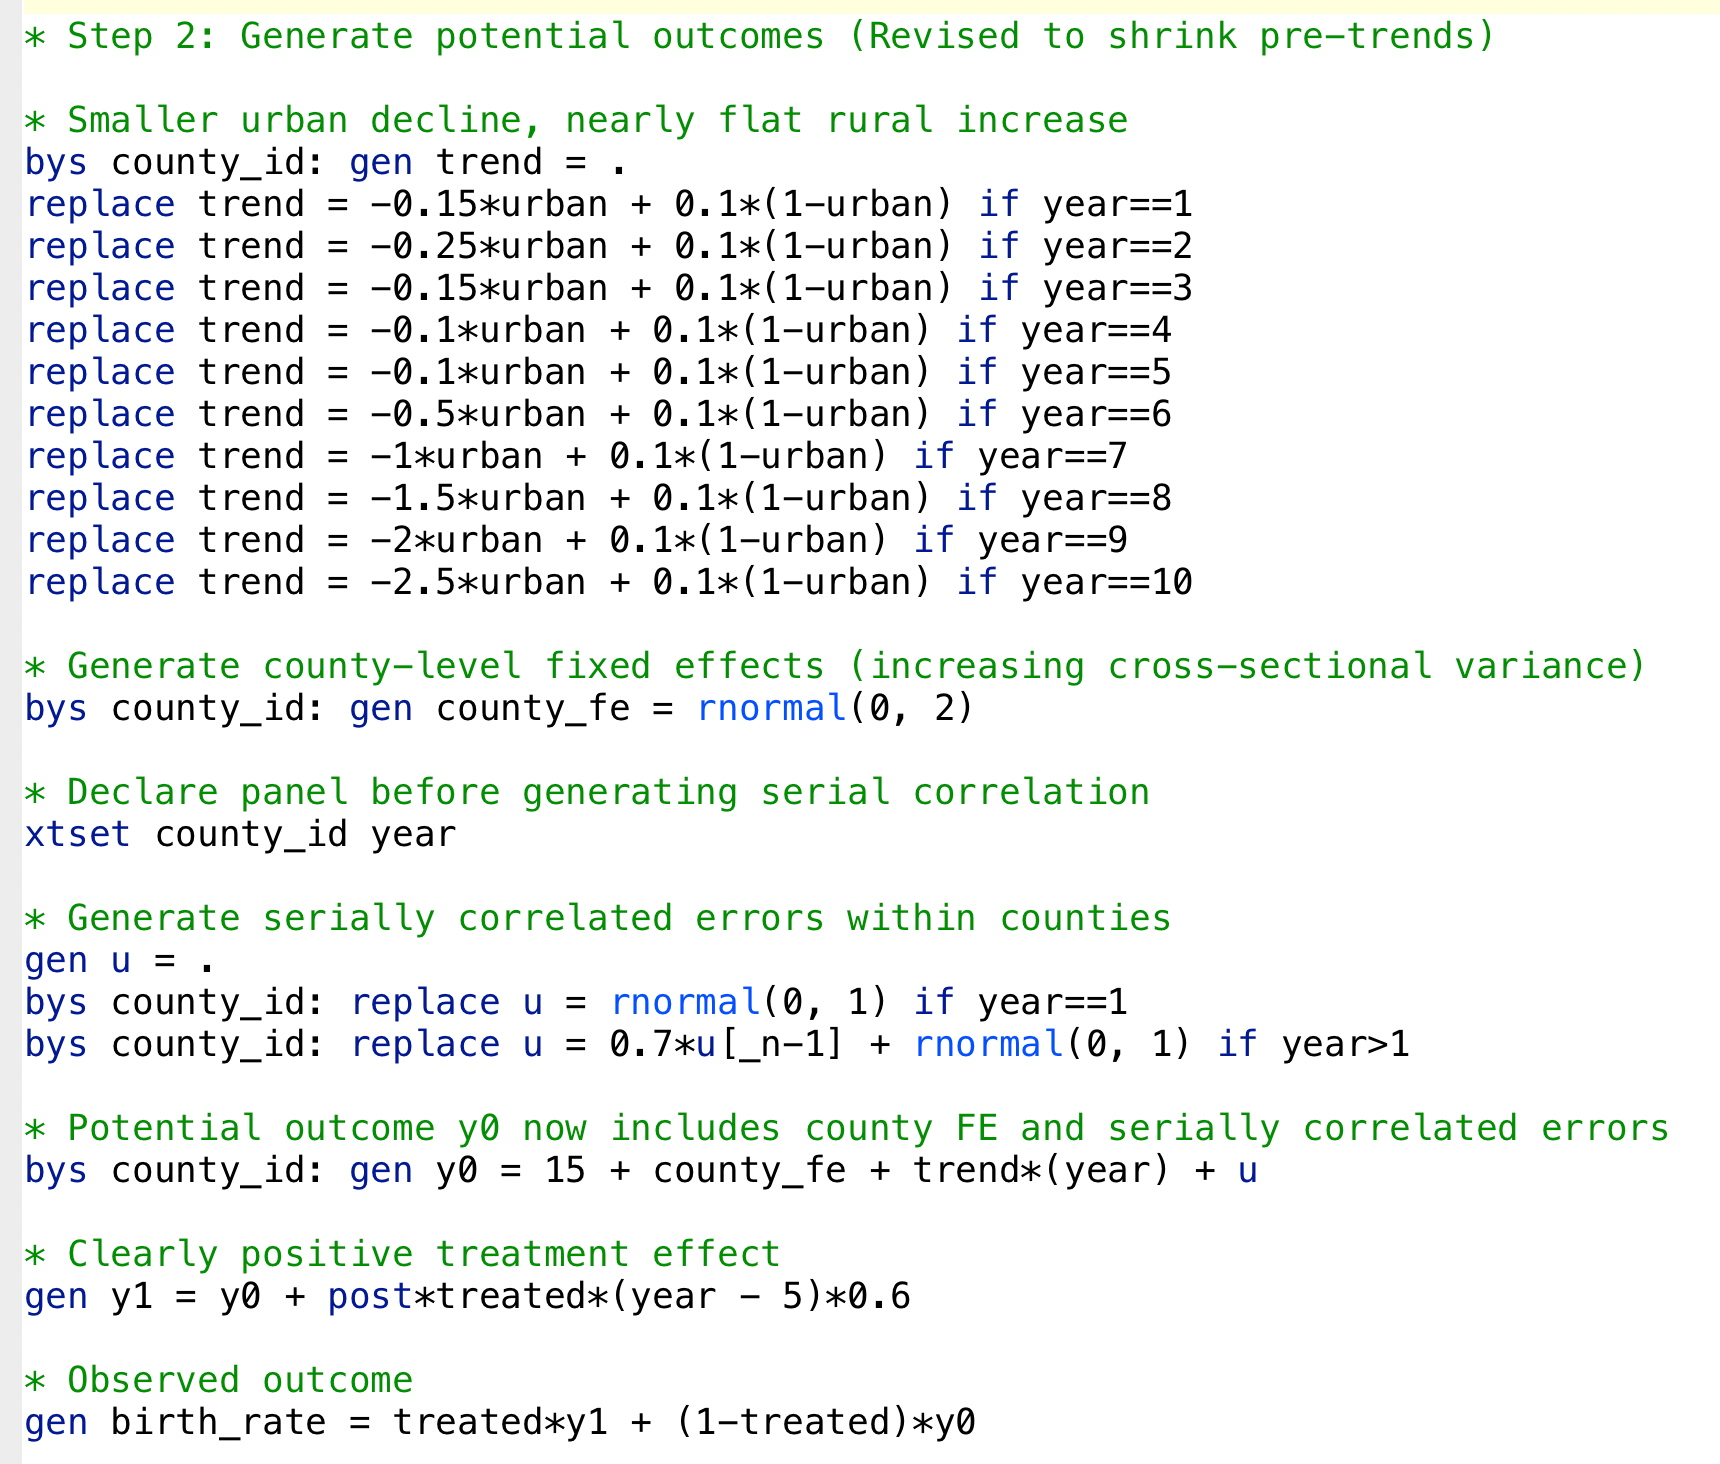 * Step 2: Generate potential outcomes (Revised to shrink pre-trends)
* Smaller urban decline, nearly flat rural increase
bys county_id: gen trend = .
replace trend = -0.15*urban + 0.1*(1-urban) if year==1
replace trend = -0.25*urban + 0.1*(1-urban) if year==2
replace trend = -0.15*urban + 0.1*(1-urban) if year==3
replace trend = -0.1*urban + 0.1*(1-urban) if year==4
replace trend = -0.1*urban + 0.1*(1-urban) if year==5
replace trend = -0.5*urban + 0.1*(1-urban) if year==6
replace trend = -1*urban + 0.1*(1-urban) if year==7
replace trend = -1.5*urban + 0.1*(1-urban) if year==8
replace trend = -2*urban + 0.1*(1-urban) if year==9
replace trend = -2.5*urban + 0.1*(1-urban) if year==10
* Generate county-level fixed effects (increasing cross-sectional variance)
bys county_id: gen county_fe = rnormal(0, 2)
* Declare panel before generating serial correlation
xtset county_id year
* Generate serially correlated errors within counties
gen u = .
bys county_id: replace u = rnormal(0, 1) if year==1
bys county_id: replace u = 0.7*u[_n-1] + rnormal(0, 1) if year>1
* Potential outcome y0 now includes county FE and serially correlated errors
bys county_id: gen y0 = 15 + county_fe + trend*(year) + u
* Clearly positive treatment effect
gen y1 = y0 + post*treated*(year - 5)*0.6
* Observed outcome
gen birth_rate = treated*y1 + (1-treated)*y0